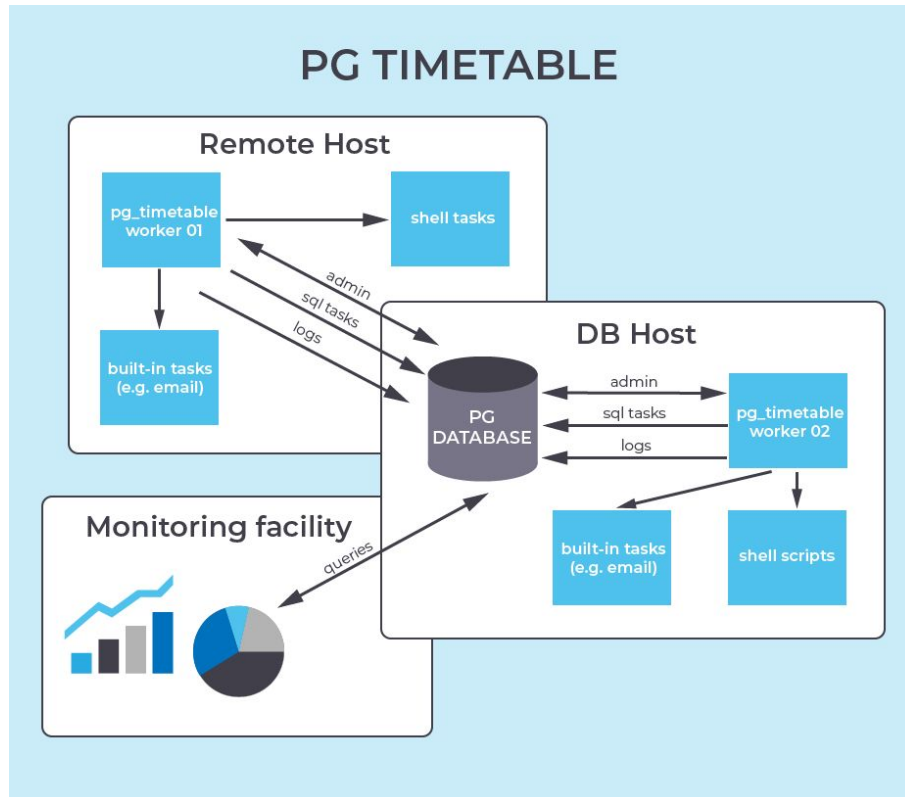 PG TIMETABLE
Remote Host
pg_timetable
worker 01
shell tasks
admin
sql tasks
logs
built-in tasks
(e.g. email)
DB Host
PG
DATABASE
admin
sql tasks
logs
pg_timetable
worker 02
built-in tasks
(e.g. email)
shell scripts
Monitoring facility
queries